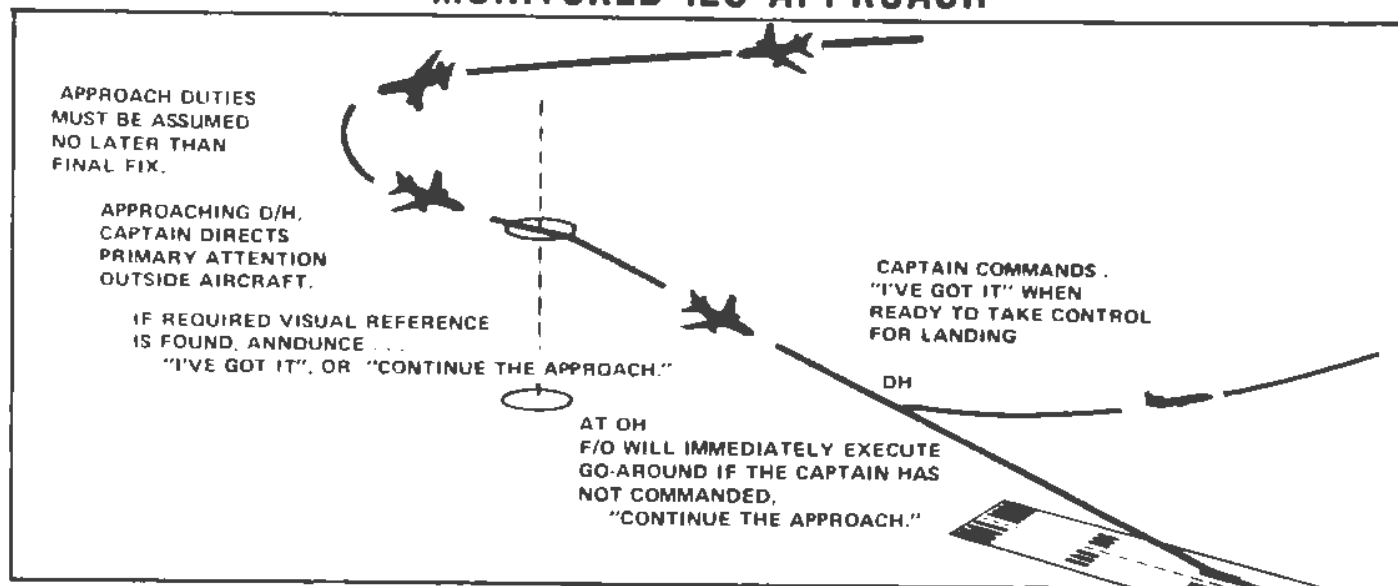 MONITORED ILS APPROACH
APPROACH DUTIES
MUST BE ASSUMED
NO LATER THAN
FINAL FIX.
APPROACHING D/H,
CAPTAIN DIRECTS
PRIMARY ATTENTION
OUTSIDE AIRCRAFT.
IF REQUIRED VISUAL REFERENCE
IS FOUND, ANNOUNCE . . .
"I'VE GOT IT", OR "CONTINUE THE APPROACH."
CAPTAIN COMMANDS .
"I'VE GOT IT" WHEN
READY TO TAKE CONTROL
FOR LANDING
DH
AT OH
F/O WILL IMMEDIATELY EXECUTE
GO-AROUND IF THE CAPTAIN HAS
NOT COMMANDED,
"CONTINUE THE APPROACH."